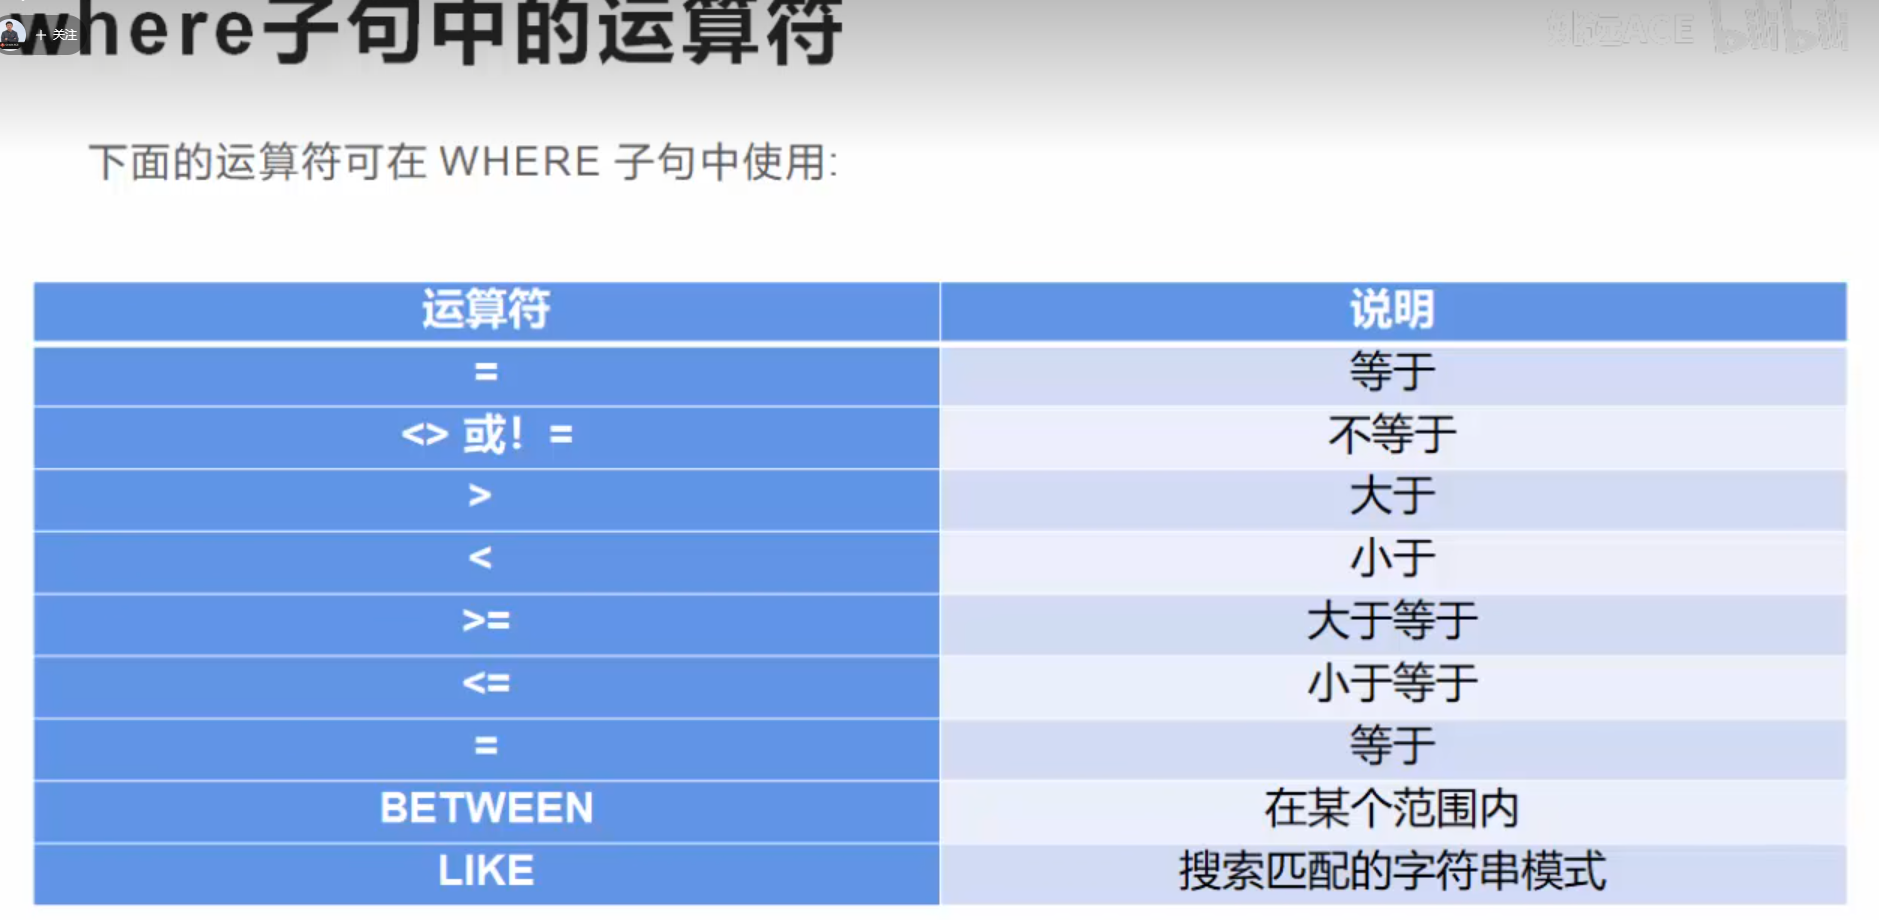 where子句中的运算符
+ 关注
ACE bilibili
下面的运算符可在 WHERE 子句中使用:
运算符 说明
= 等于
<> 或！= 不等于
> 大于
< 小于
>= 大于等于
<= 小于等于
= 等于
BETWEEN 在某个范围内
LIKE 搜索匹配的字符串模式